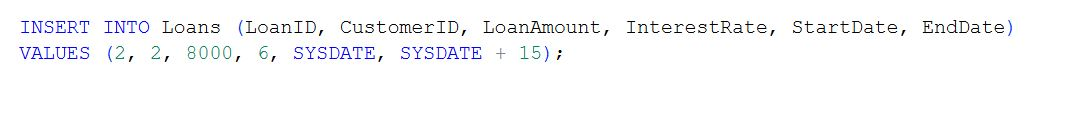 INSERT INTO Loans (LoanID, CustomerID, LoanAmount, InterestRate, StartDate, EndDate)
VALUES (2, 2, 8000, 6, SYSDATE, SYSDATE + 15);